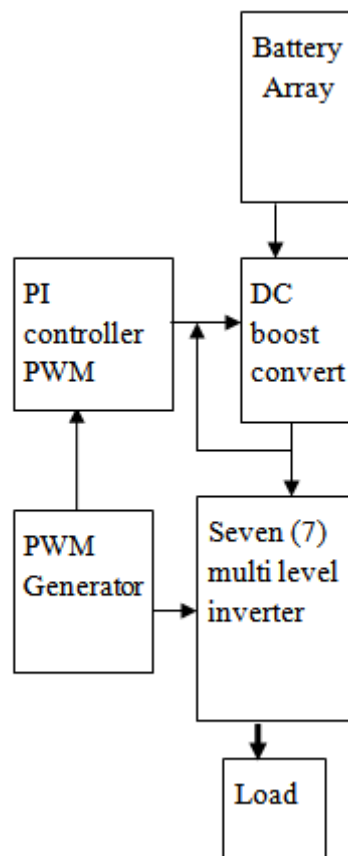 Battery
Array
PI
controller
PWM
DC
boost
convert
PWM
Generator
Seven (7)
multi level
inverter
Load